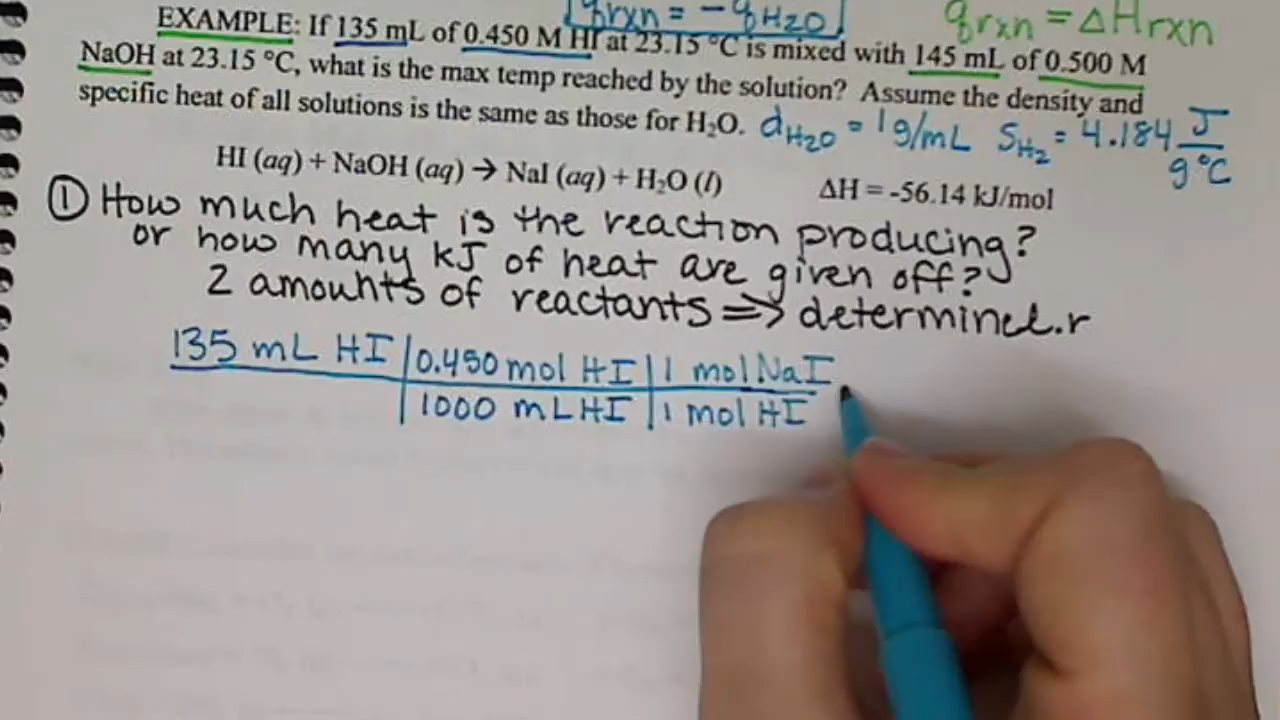 qrxn = -qH2O
qrxn = ΔHrxn
EXAMPLE: If 135 mL of 0.450 M HI at 23.15 °C is mixed with 145 mL of 0.500 M
NaOH at 23.15 °C, what is the max temp reached by the solution? Assume the density and
specific heat of all solutions is the same as those for H₂O. dH2O = 1g/mL SH2 = 4.184 J/g°C
HI (aq) + NaOH (aq) → NaI (aq) + H₂O (l) ΔH = -56.14 kJ/mol
① How much heat is the reaction producing?
or how many kJ of heat are given off?
2 amounts of reactants => determine l.r
135 mL HI | 0.450 mol HI | 1 mol NaI
| 1000 mL HI | 1 mol HI